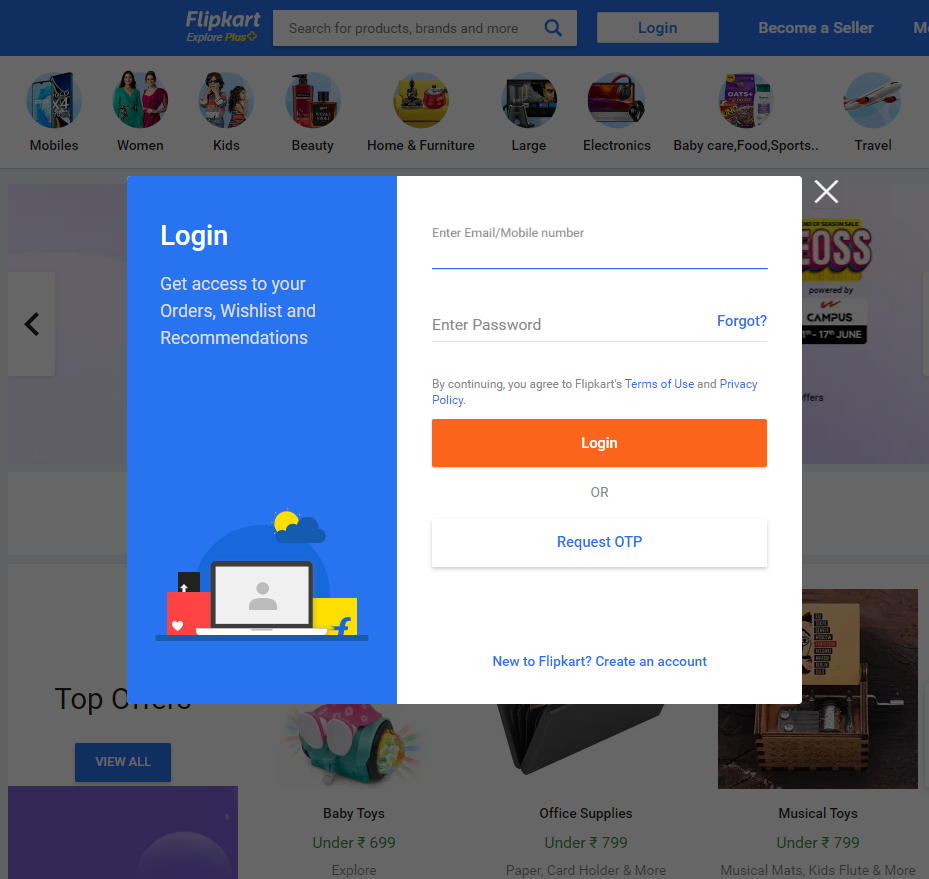 Flipkart
Explore Plus
Search for products, brands and more
Login
Become a Seller
Mobiles
Women
Kids
Beauty
Home & Furniture
Large
Electronics
Baby care,Food,Sports..
Travel
Login
Get access to your
Orders, Wishlist and
Recommendations
Enter Email/Mobile number
Enter Password
Forgot?
By continuing, you agree to Flipkart's Terms of Use and Privacy
Policy.
Login
OR
Request OTP
New to Flipkart? Create an account
END OF SEASON SALE
EOSS
powered by
CAMPUS
17TH JUNE
Top Offers
VIEW ALL
Baby Toys
Under ₹ 699
Explore
Office Supplies
Under ₹ 799
Paper, Card Holder & More
Musical Toys
Under ₹ 799
Musical Mats, Kids Flute & More